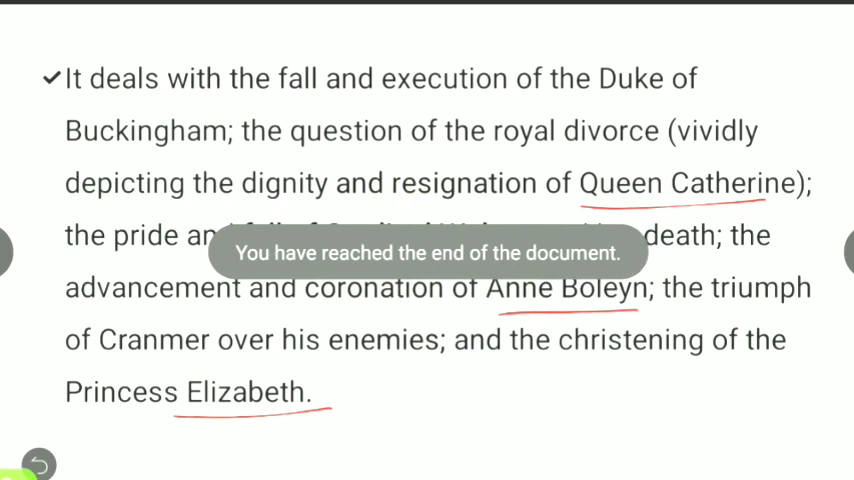 ✓It deals with the fall and execution of the Duke of
Buckingham; the question of the royal divorce (vividly
depicting the dignity and resignation of Queen Catherine);
the pride death; the
You have reached the end of the document.
advancement and coronation of Anne Boleyn; the triumph
of Cranmer over his enemies; and the christening of the
Princess Elizabeth.